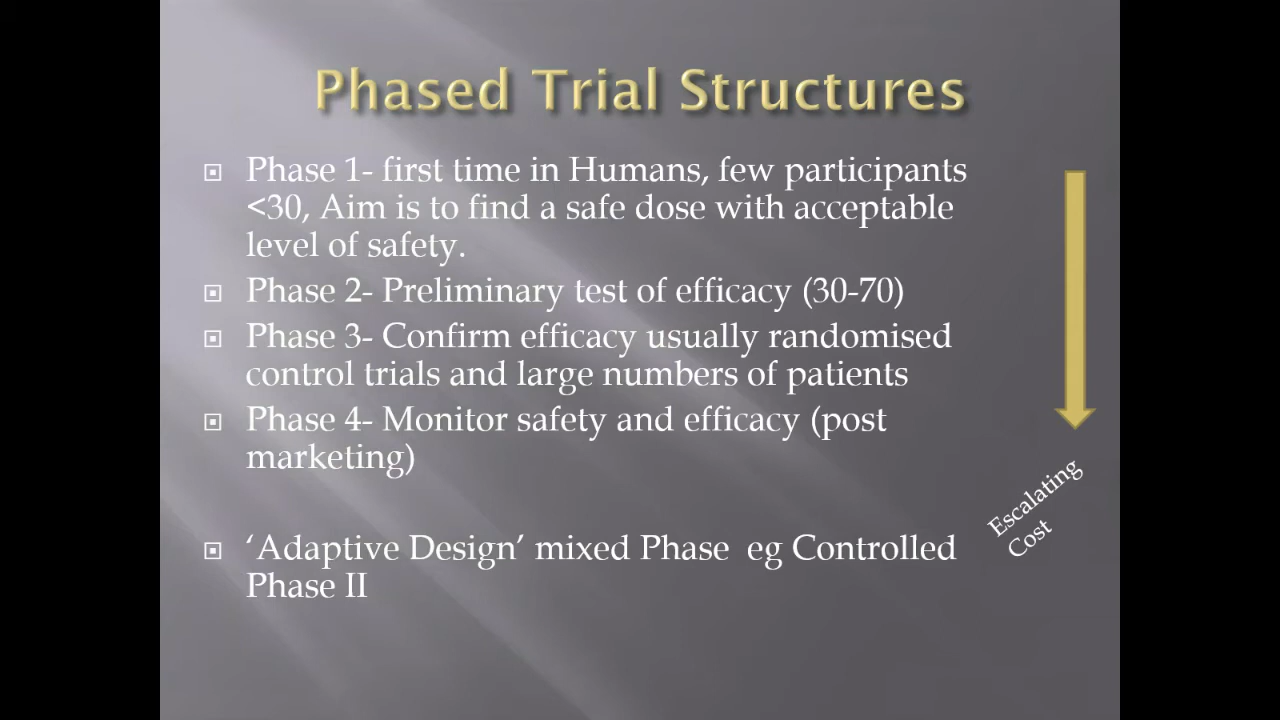 Phased Trial Structures
Phase 1- first time in Humans, few participants
<30, Aim is to find a safe dose with acceptable
level of safety.
Phase 2- Preliminary test of efficacy (30-70)
Phase 3- Confirm efficacy usually randomised
control trials and large numbers of patients
Phase 4- Monitor safety and efficacy (post
marketing)
Escalating
Cost
‘Adaptive Design’ mixed Phase  eg Controlled
Phase II